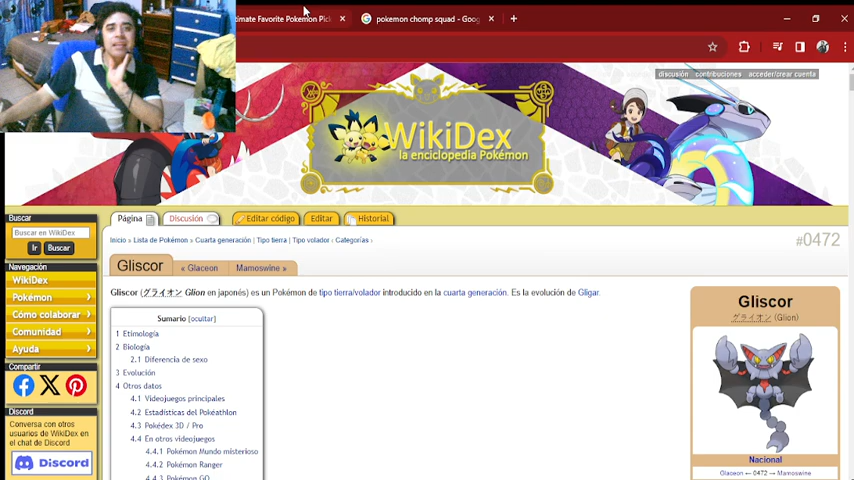 timate Favorite Pokemon Pick
pokemon chomp squad - Goog
discusión contribuciones acceder/crear cuenta
WikiDex
la enciclopedia Pokémon
Buscar
Buscar en WikiDex
Ir Buscar
Navegación
WikiDex
Pokémon
Cómo colaborar
Comunidad
Ayuda
Compartir
Discord
Conversa con otros
usuarios de WikiDex en
el chat de Discord
Discord
Página Discusión Editar código Editar Historial
Inicio › Lista de Pokémon › Cuarta generación | Tipo tierra | Tipo volador | Categorías ›
#0472
Gliscor « Glaceon Mamoswine »
Gliscor (グライオン Glion en japonés) es un Pokémon de tipo tierra/volador introducido en la cuarta generación. Es la evolución de Gligar.
Sumario [ocultar]
1 Etimología
2 Biología
2.1 Diferencia de sexo
3 Evolución
4 Otros datos
4.1 Videojuegos principales
4.2 Estadísticas del Pokéathlon
4.3 Pokédex 3D / Pro
4.4 En otros videojuegos
4.4.1 Pokémon Mundo misterioso
4.4.2 Pokémon Ranger
4.4.3 Pokémon GO
Gliscor
グライオン (Glion)
Nacional
Glaceon ← 0472 → Mamoswine